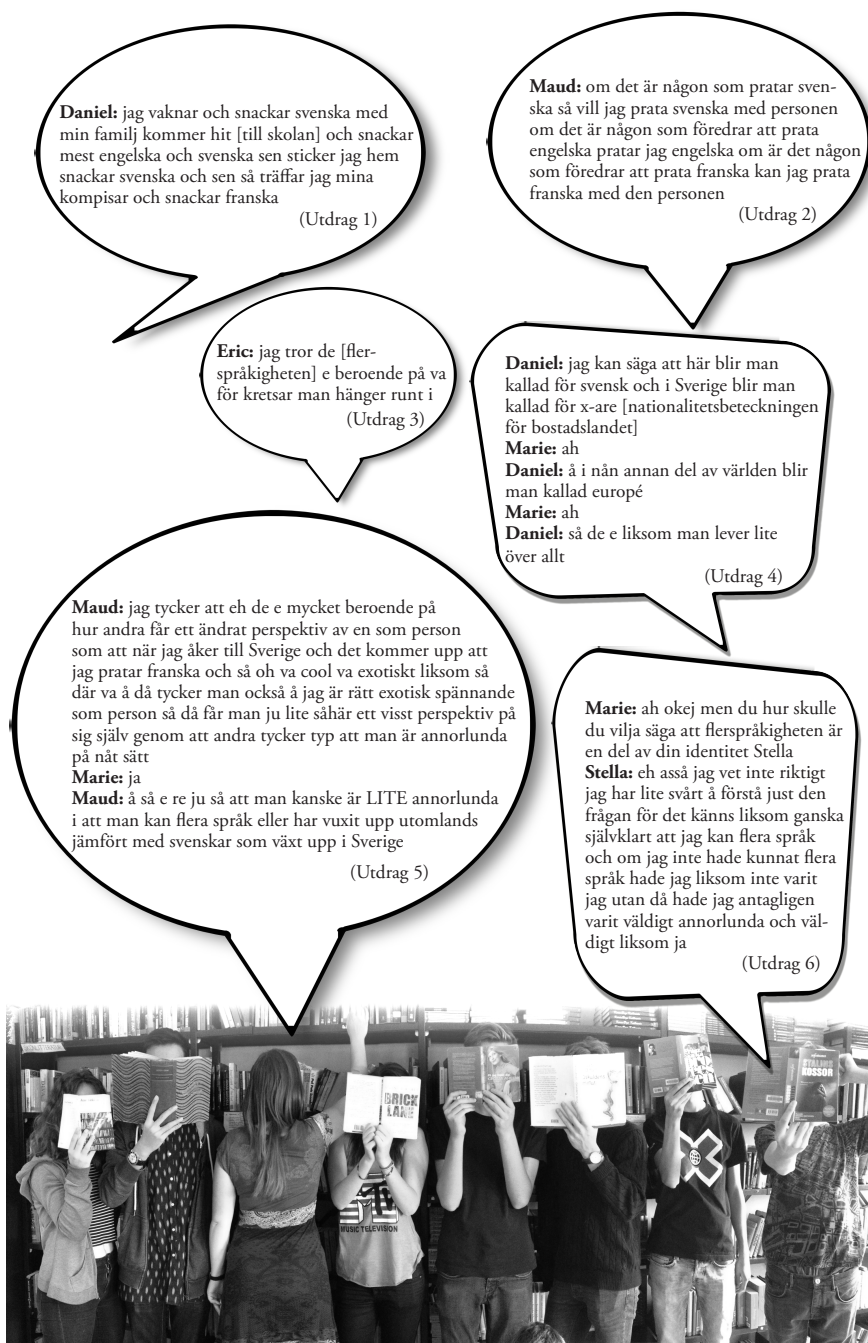 Daniel: jag vaknar och snackar svenska med
min familj kommer hit [till skolan] och snackar
mest engelska och svenska sen sticker jag hem
snackar svenska och sen så träffar jag mina
kompisar och snackar franska
(Utdrag 1)
Maud: om det är någon som pratar sven-
ska så vill jag prata svenska med personen
om det är någon som föredrar att prata
engelska pratar jag engelska om är det någon
som föredrar att prata franska kan jag prata
franska med den personen
(Utdrag 2)
Eric: jag tror de [fler-
språkigheten] e beroende på va
för kretsar man hänger runt i
(Utdrag 3)
Daniel: jag kan säga att här blir man
kallad för svensk och i Sverige blir man
kallad för x-are [nationalitetsbeteckningen
för bostadslandet]
Marie: ah
Daniel: å i nån annan del av världen blir
man kallad europé
Marie: ah
Daniel: så de e liksom man lever lite
över allt
(Utdrag 4)
Maud: jag tycker att eh de e mycket beroende på
hur andra får ett ändrat perspektiv av en som person
som att när jag åker till Sverige och det kommer upp att
jag pratar franska och så oh va cool va exotiskt liksom så
där va å då tycker man också å jag är rätt exotisk spännande
som person så då får man ju lite såhär ett visst perspektiv på
sig själv genom att andra tycker typ att man är annorlunda
på nåt sätt
Marie: ja
Maud: å så e re ju så att man kanske är LITE annorlunda
i att man kan flera språk eller har vuxit upp utomlands
jämfört med svenskar som växt upp i Sverige
(Utdrag 5)
Marie: ah okej men du hur skulle
du vilja säga att flerspråkigheten är
en del av din identitet Stella
Stella: eh asså jag vet inte riktigt
jag har lite svårt å förstå just den
frågan för det känns liksom ganska
självklart att jag kan flera språk
och om jag inte hade kunnat flera
språk hade jag liksom inte varit
jag utan då hade jag antagligen
varit väldigt annorlunda och väl-
digt liksom ja
(Utdrag 6)
BRICK
LANE
MUSIC TELEVISION
STALINS
KOSSOR